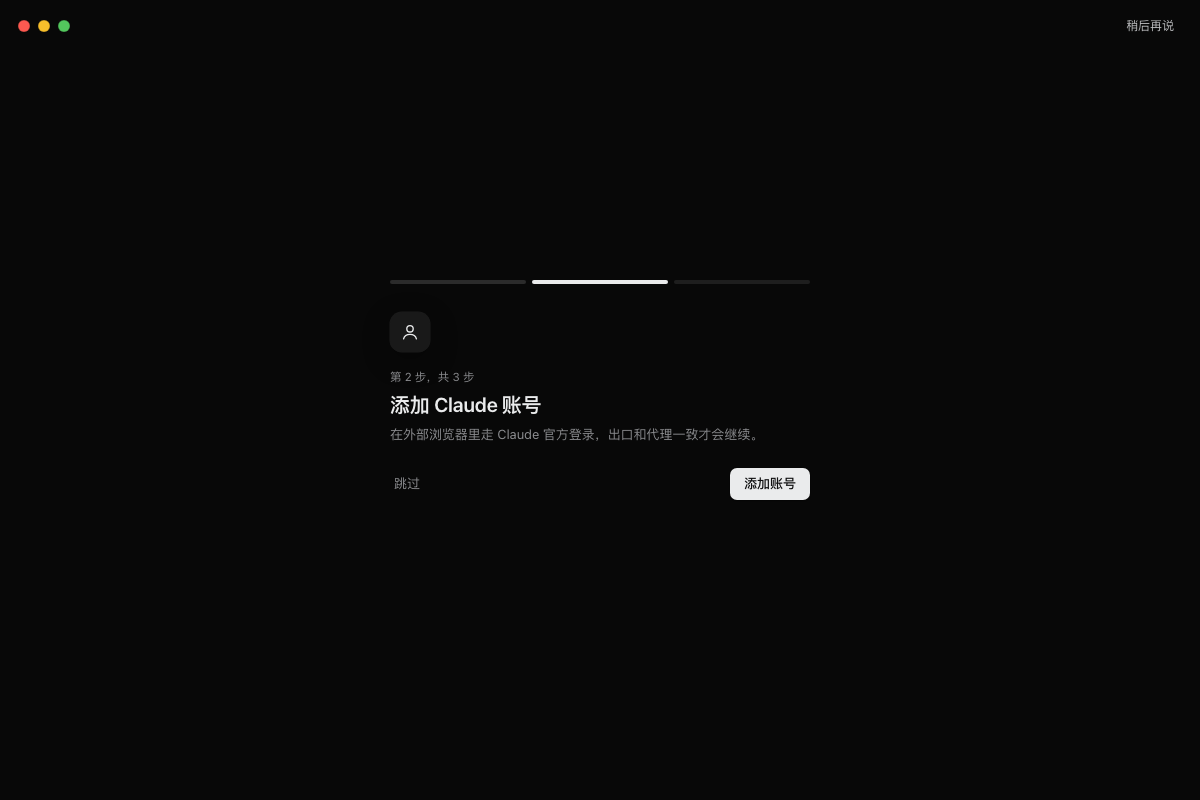 稍后再说
第 2 步，共 3 步
添加 Claude 账号
在外部浏览器里走 Claude 官方登录，出口和代理一致才会继续。
跳过
添加账号